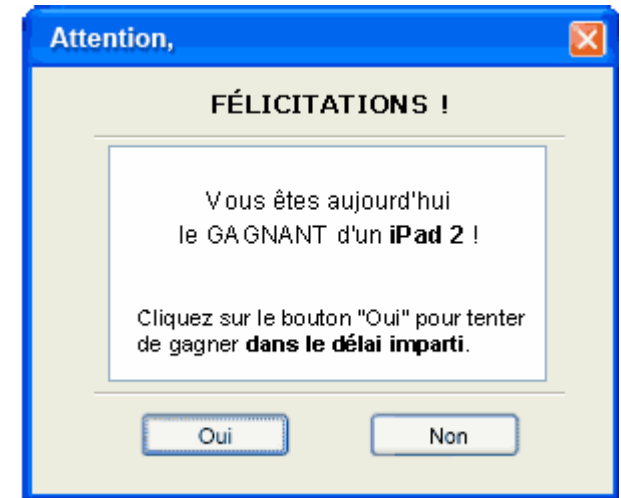 Attention,
FÉLICITATIONS !
Vous êtes aujourd'hui
le GAGNANT d'un iPad 2 !
Cliquez sur le bouton "Oui" pour tenter
de gagner dans le délai imparti.
Oui
Non